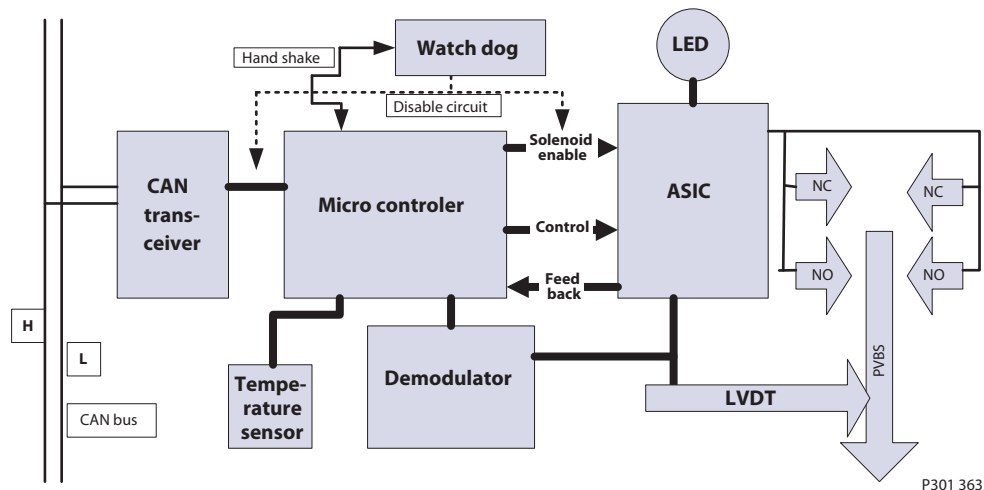 Hand shake
Watch dog
LED
Disable circuit
CAN
trans-
ceiver
Micro controler
Solenoid
enable
Control
Feed
back
ASIC
NC
NC
NO
NO
H
L
CAN bus
Tempe-
rature
sensor
Demodulator
LVDT
PVBS
P301 363